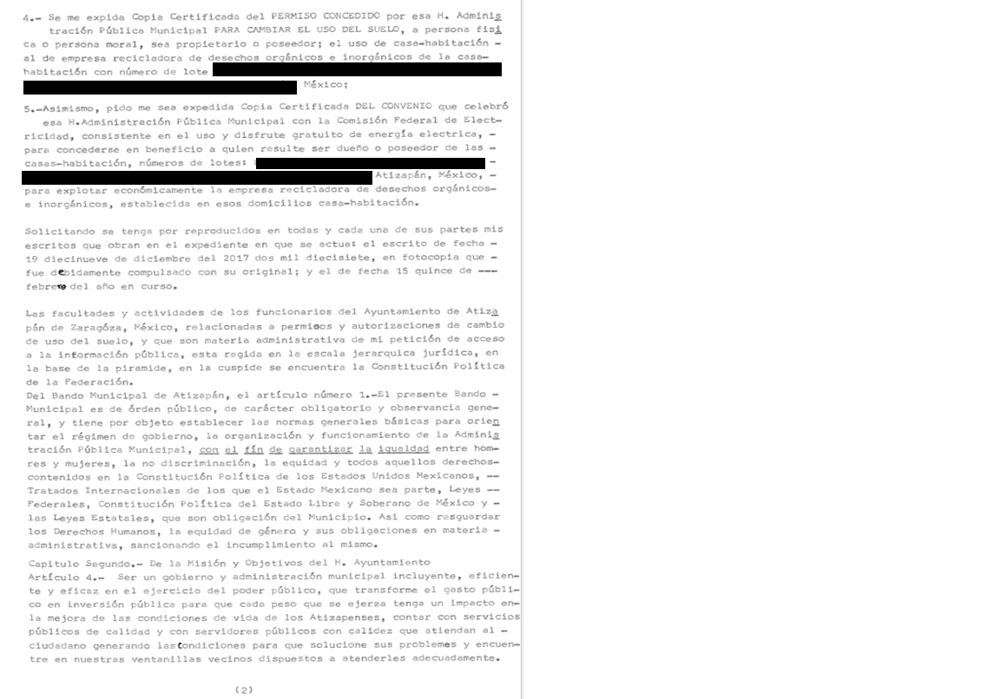 4.- Se me expida Copia Certificada del PERMISO CONCEDIDO por esa H. Adminis
tración Pública Municipal PARA CAMBIAR EL USO DEL SUELO, a persona físi
ca o persona moral, sea propietario o poseedor; el uso de casa-habitación -
al de empresa recicladora de desechos orgánicos e inorgánicos de la casa-
habitación con número de lote
México;
5.-Asimismo, pido me sea expedida Copia Certificada DEL CONVENIO que celebró
esa H.Administración Pública Municipal con la Comisión Federal de Elect-
ricidad, consistente en el uso y disfrute gratuito de energía electrica, -
para concederse en beneficio a quien resulte ser dueño o poseedor de las -
casas-habitación, números de lotes: ( -
Atizapán, México, -
para explotar económicamente la empresa recicladora de desechos orgánicos-
e inorgánicos, establecida en esos domicilios casa-habitación.
Solicitando se tenga por reproducidos en todas y cada una de sus partes mis
escritos que obran en el expediente en que se actua: el escrito de fecha -
19 diecinueve de diciembre del 2017 dos mil diecisiete, en fotocopia que -
fue debidamente compulsado con su original; y el de fecha 15 quince de ---
febrero del año en curso.
Las facultades y actividades de los funcionarios del Ayuntamiento de Atiza
pán de Zaragóza, México, relacionadas a permisos y autorizaciones de cambio
de uso del suelo, y que son materia administrativa de mi petición de acceso
a la información pública, esta regida en la escala jerarquica jurídica, en
la base de la piramide, en la cuspide se encuentra la Constitución Política
de la Federación.
Del Bando Municipal de Atizapán, el artículo número 1.-El presente Bando -
Municipal es de órden público, de carácter obligatorio y observancia gene-
ral, y tiene por objeto establecer las normas generales básicas para orien
tar el régimen de gobierno, la organización y funcionamiento de la Adminis
tración Pública Municipal, con el fín de garantizar la igualdad entre hom-
res y mujeres, la no discriminación, la equidad y todos aquellos derechos-
contenidos en la Constitución Política de los Estados Unidos Mexicanos, --
Tratados Internacionales de los que el Estado Mexicano sea parte, Leyes --
Federales, Constitución Política del Estado Libre y Soberano de México y -
las Leyes Estatales, que son obligación del Municipio. Asi como resguardar
los Derechos Humanos, la equidad de género y sus obligaciones en materia -
administrativa, sancionando el incumplimiento al mismo.
Capitulo Segundo.- De la Misión y Objetivos del H. Ayuntamiento
Artículo 4.- Ser un gobierno y administración municipal incluyente, eficien-
te y eficaz en el ejercicio del poder público, que transforme el gasto públi-
co en inversión pública para que cada peso que se ejerza tenga un impacto en-
la mejora de las condiciones de vida de los Atizapenses, contar con servicios
públicos de calidad y con servidores públicos con calidez que atiendan al -
ciudadano generando las condiciones para que solucione sus problemas y encuen-
tre en nuestras ventanillas vecinos dispuestos a atenderles adecuadamente.
(2)